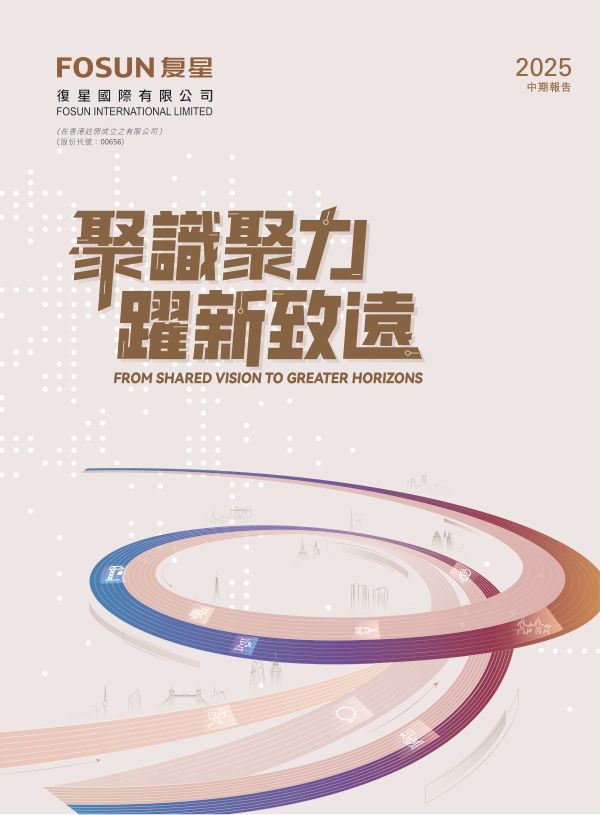 FOSUN 复星
復星國際有限公司
FOSUN INTERNATIONAL LIMITED
(在香港註冊成立之有限公司)
(股份代號：00656)
2025
中期報告
聚識聚力
躍新致遠
FROM SHARED VISION TO GREATER HORIZONS